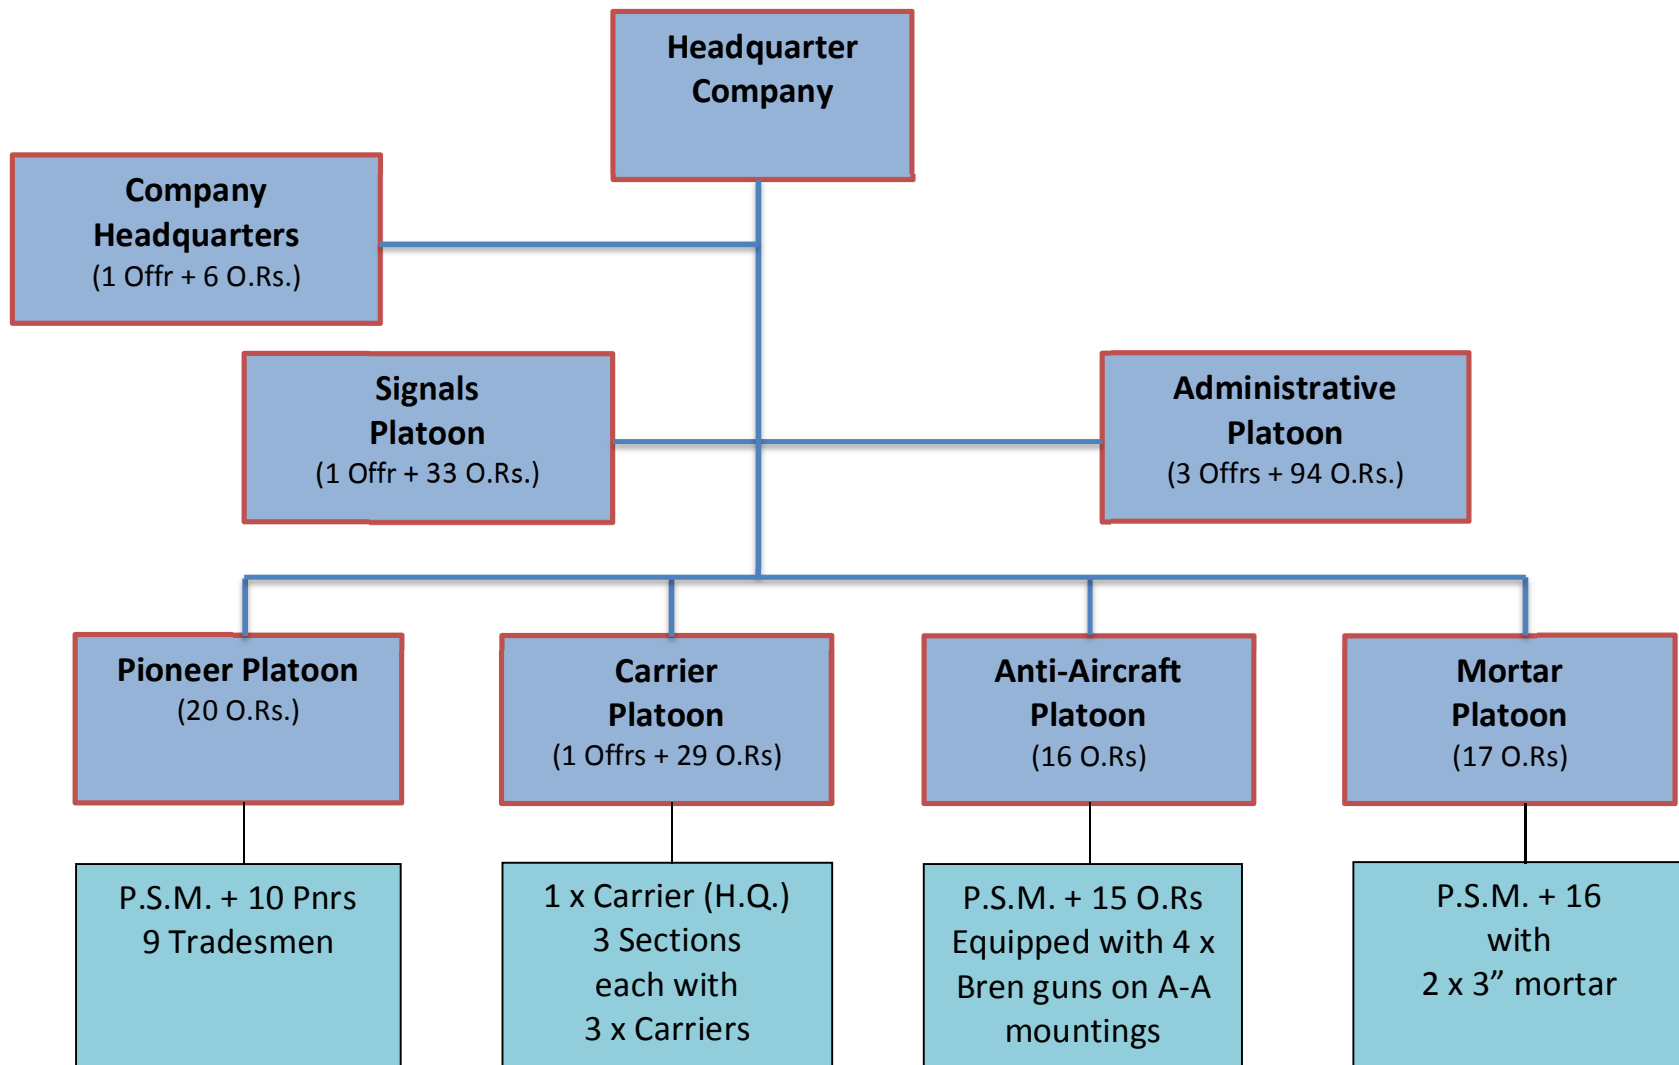 Headquarter
Company
Company
Headquarters
(1 Offr + 6 O.Rs.)
Signals
Platoon
(1 Offr + 33 O.Rs.)
Administrative
Platoon
(3 Offrs + 94 O.Rs.)
Pioneer Platoon
(20 O.Rs.)
Carrier
Platoon
(1 Offrs + 29 O.Rs)
Anti-Aircraft
Platoon
(16 O.Rs)
Mortar
Platoon
(17 O.Rs)
P.S.M. + 10 Pnrs
9 Tradesmen
1 x Carrier (H.Q.)
3 Sections
each with
3 x Carriers
P.S.M. + 15 O.Rs
Equipped with 4 x
Bren guns on A-A
mountings
P.S.M. + 16
with
2 x 3” mortar